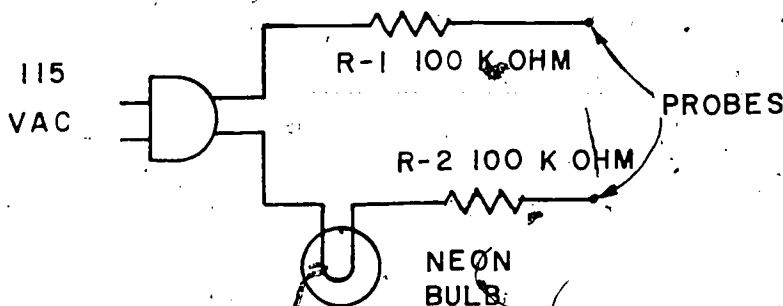 115
VAC
R-1 100 K OHM
PROBES
R-2 100 K OHM
NEON
BULB